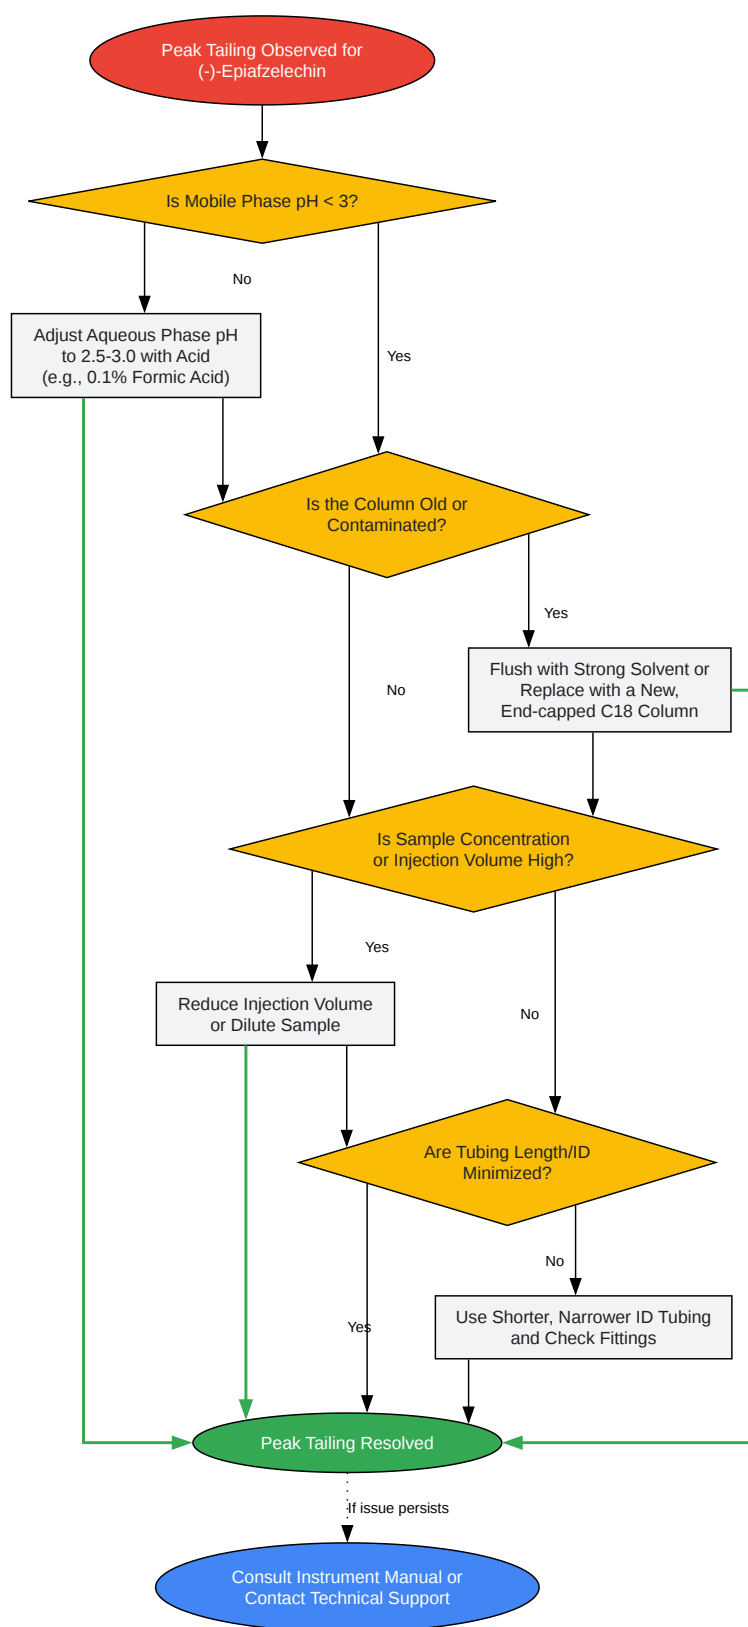 Peak Tailing Observed for
(-)-Epiafzelechin
Is Mobile Phase pH < 3?
No
Adjust Aqueous Phase pH
to 2.5-3.0 with Acid
(e.g., 0.1% Formic Acid)
Yes
Is the Column Old or
Contaminated?
Yes
No
Flush with Strong Solvent or
Replace with a New,
End-capped C18 Column
Is Sample Concentration
or Injection Volume High?
Yes
Reduce Injection Volume
or Dilute Sample
No
Are Tubing Length/ID
Minimized?
No
Yes
Use Shorter, Narrower ID Tubing
and Check Fittings
Peak Tailing Resolved
If issue persists
Consult Instrument Manual or
Contact Technical Support